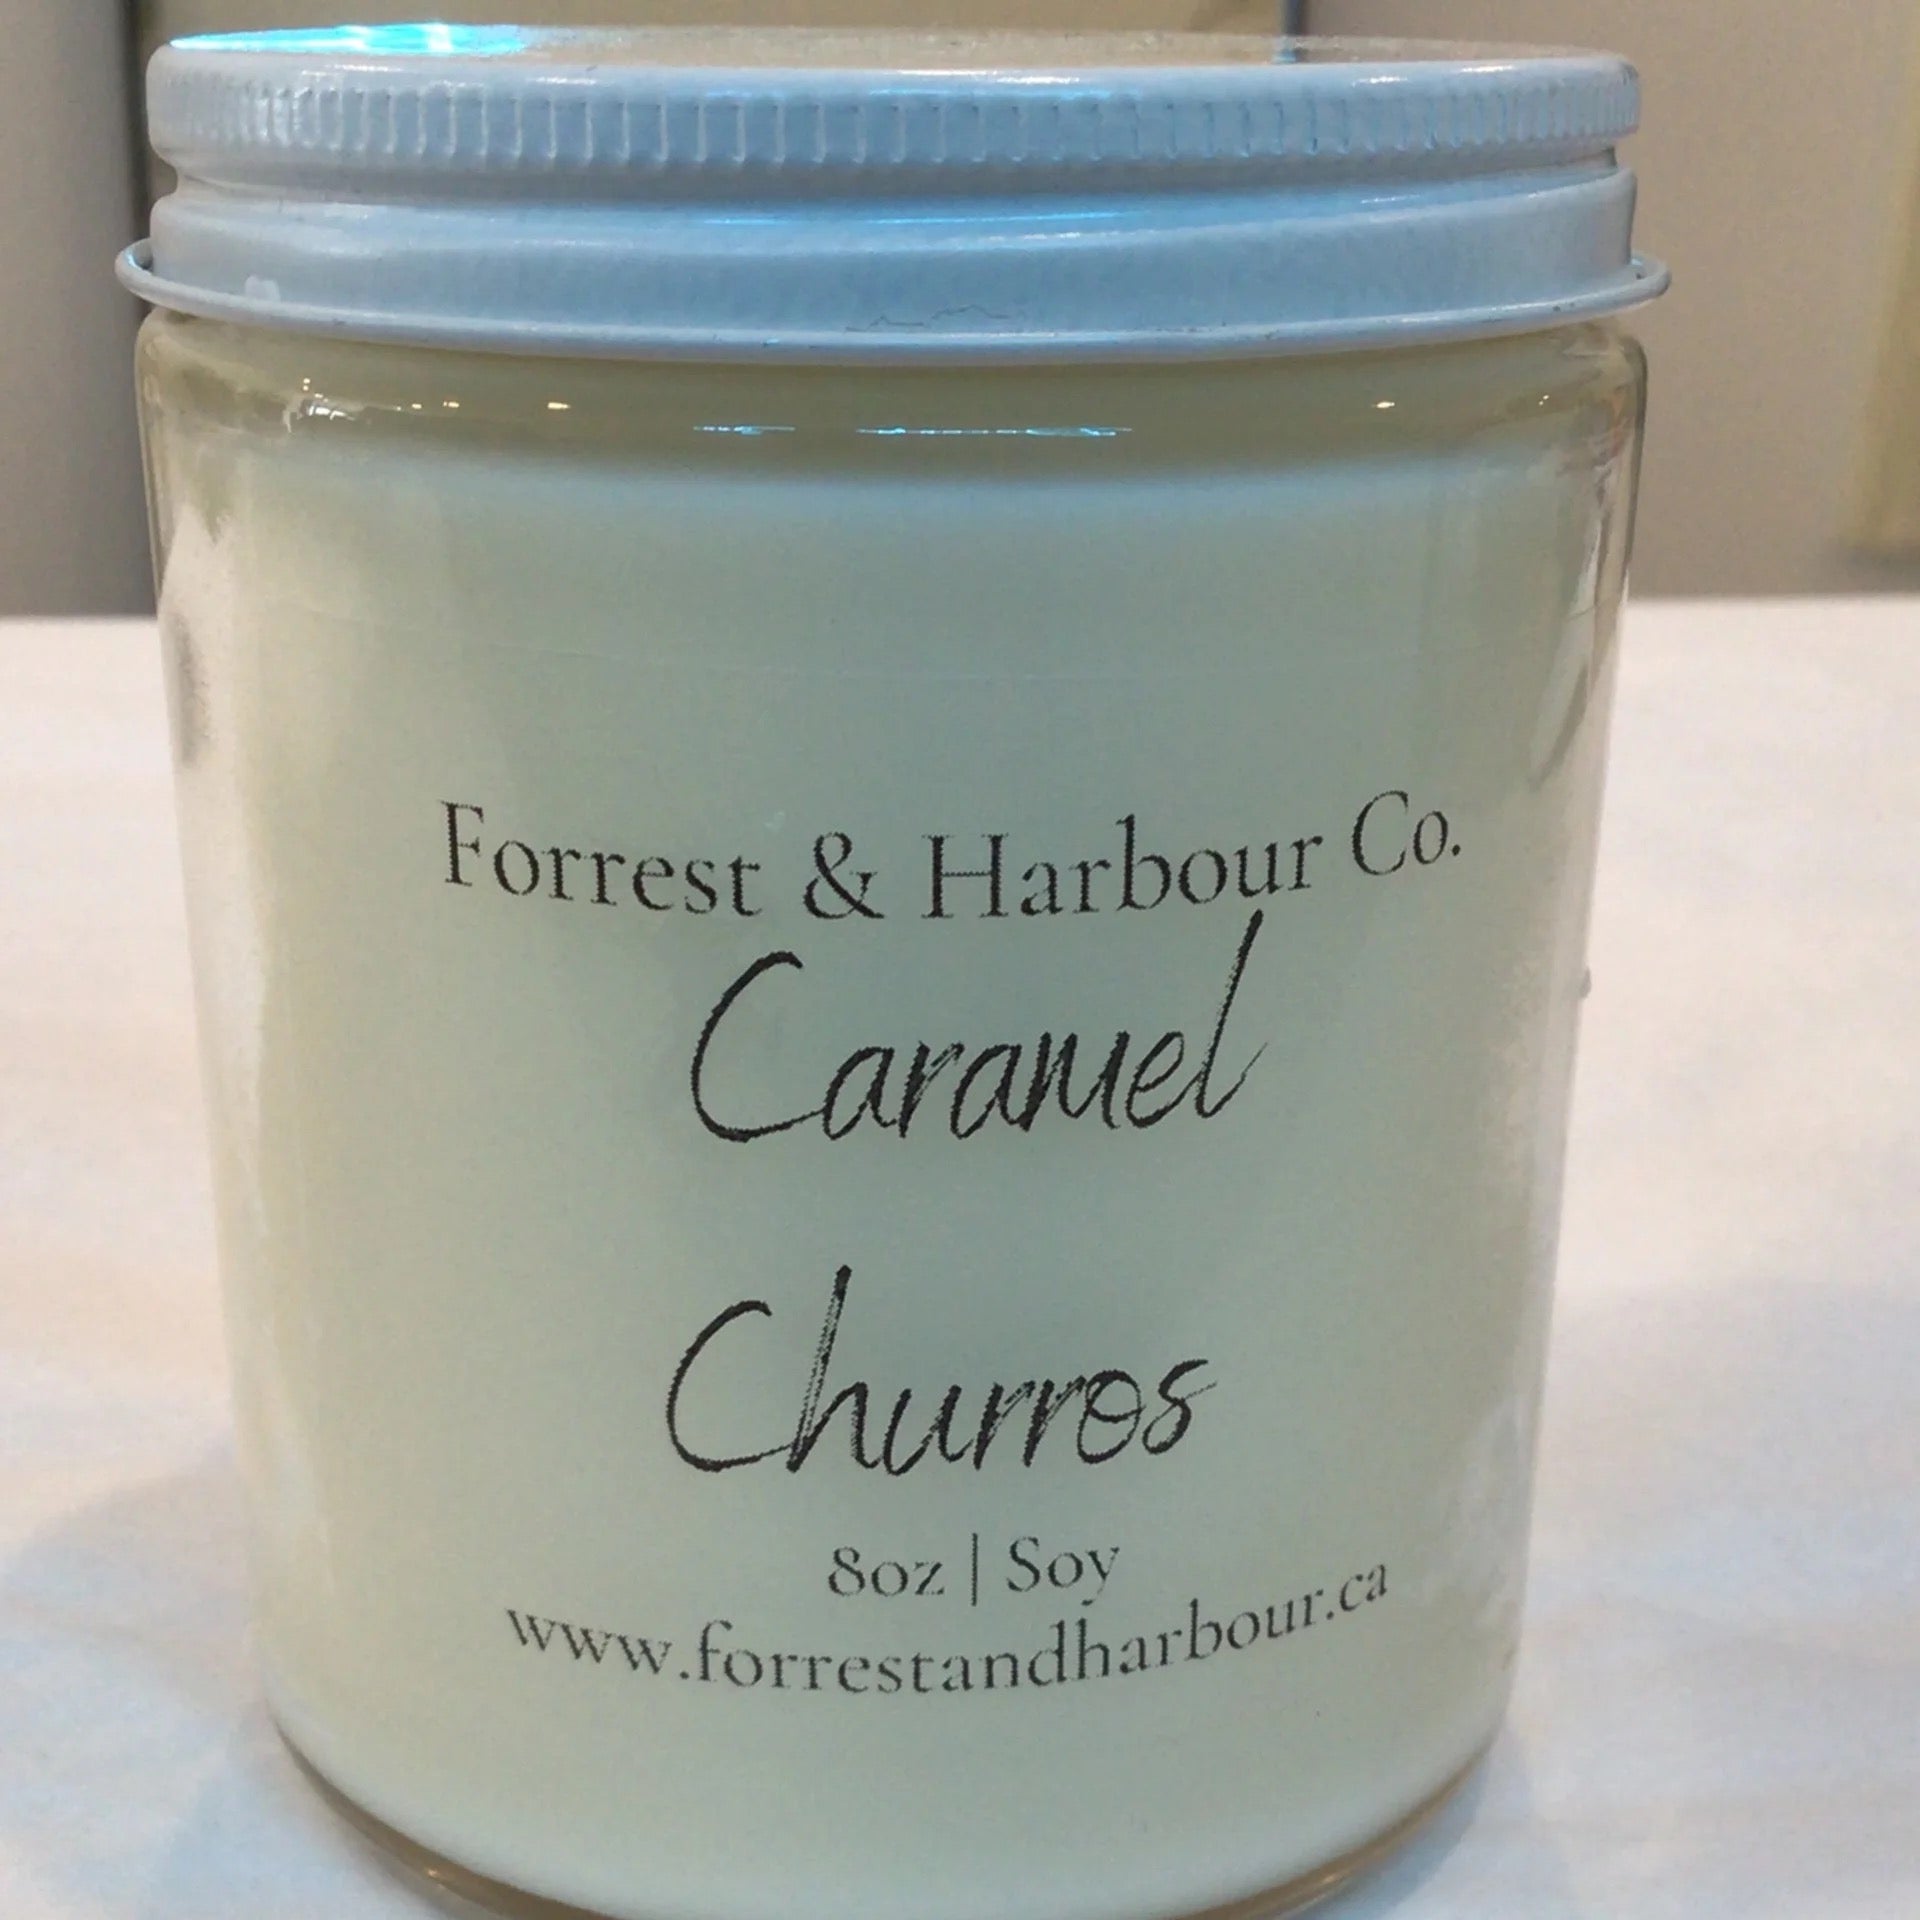 Forrest & Harbour Co.
Caramel
Churros
8oz | Soy
www.forrestandharbour.ca